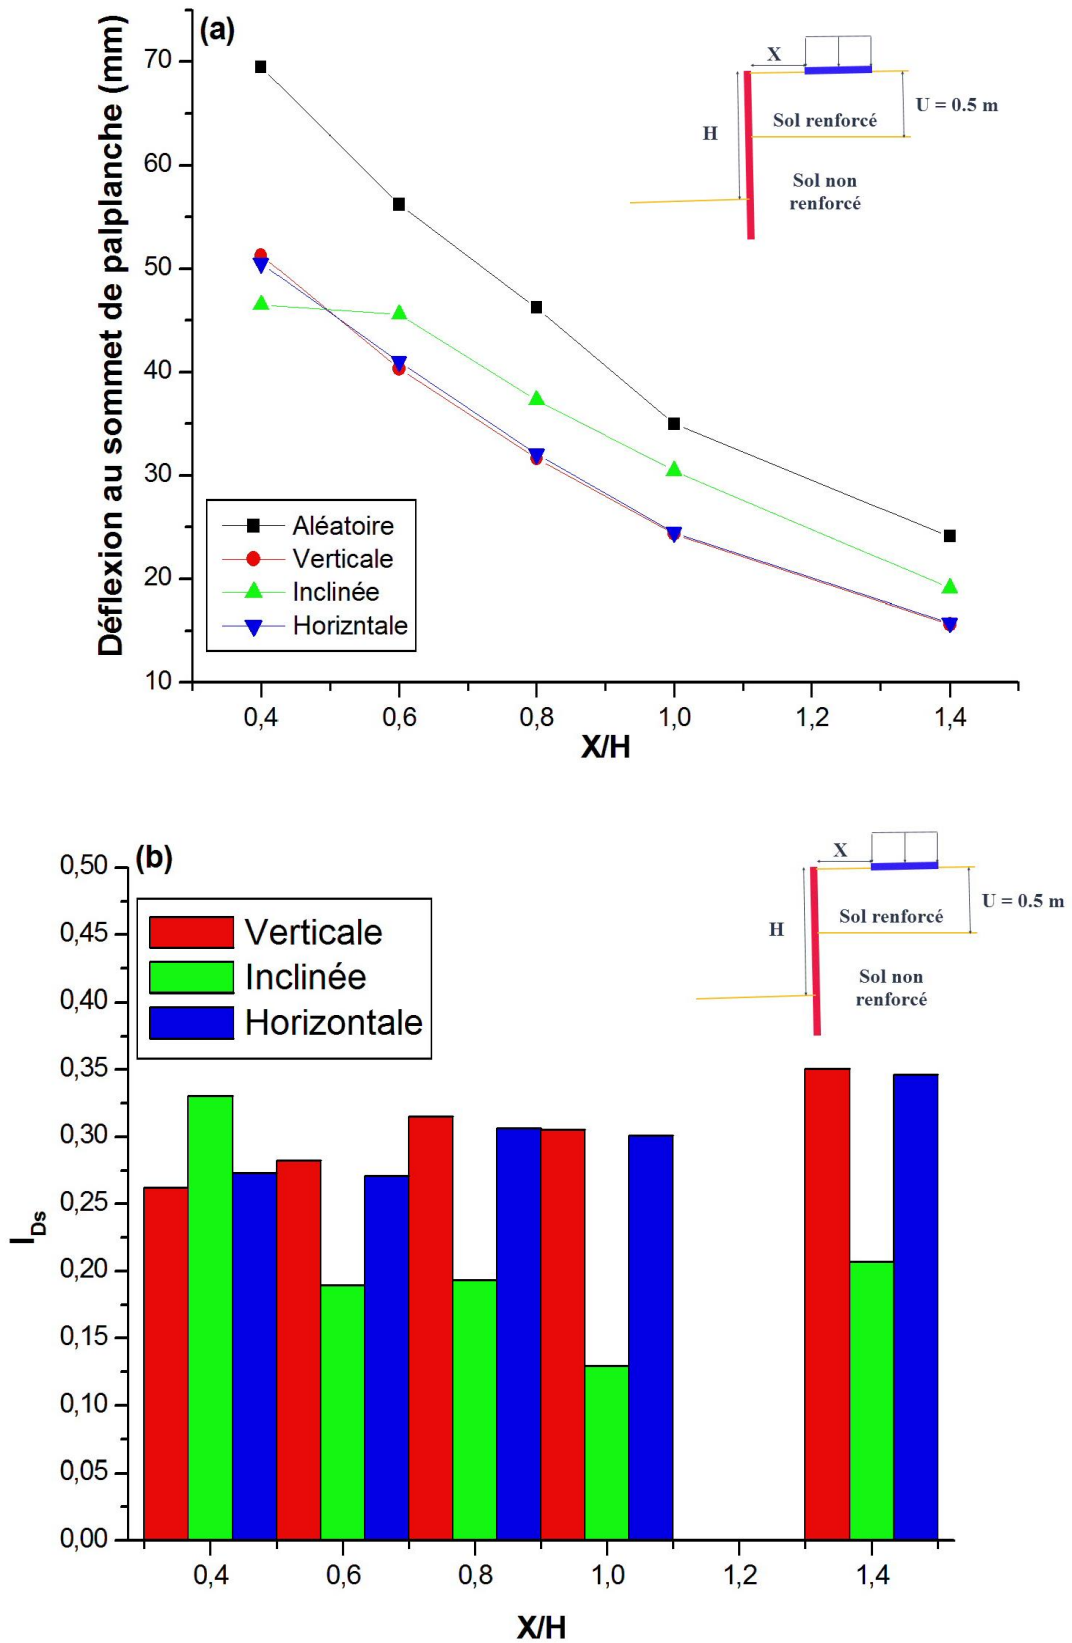 (a)
Déflexion au sommet de palplanche (mm)
70
60
50
40
30
20
10
X
H
U = 0.5 m
Sol renforcé
Sol non
renforcé
Aléatoire
Verticale
Inclinée
Horizntale
0,4
0,6
0,8
1,0
1,2
1,4
X/H
(b)
I_Ds
0,50
0,45
0,40
0,35
0,30
0,25
0,20
0,15
0,10
0,05
0,00
Verticale
Inclinée
Horizontale
X
H
U = 0.5 m
Sol renforcé
Sol non
renforcé
0,4
0,6
0,8
1,0
1,2
1,4
X/H